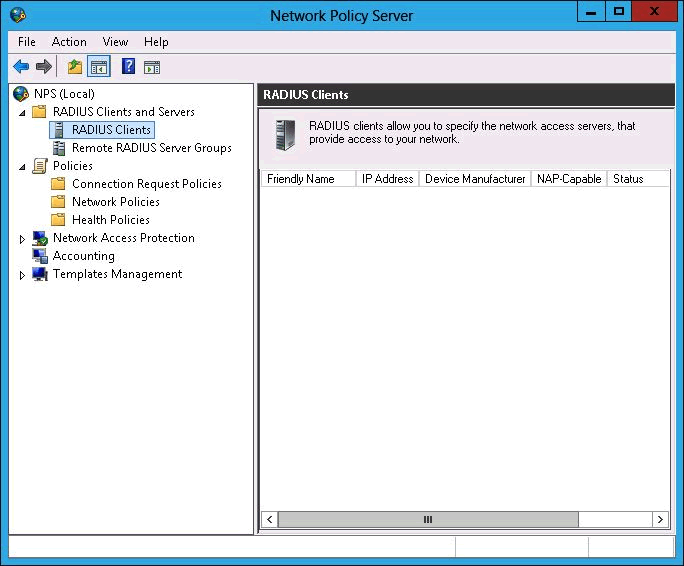 Network Policy Server
File Action View Help
NPS (Local)
RADIUS Clients and Servers
RADIUS Clients
Remote RADIUS Server Groups
Policies
Connection Request Policies
Network Policies
Health Policies
Network Access Protection
Accounting
Templates Management
RADIUS Clients
RADIUS clients allow you to specify the network access servers, that
provide access to your network.
Friendly Name IP Address Device Manufacturer NAP-Capable Status